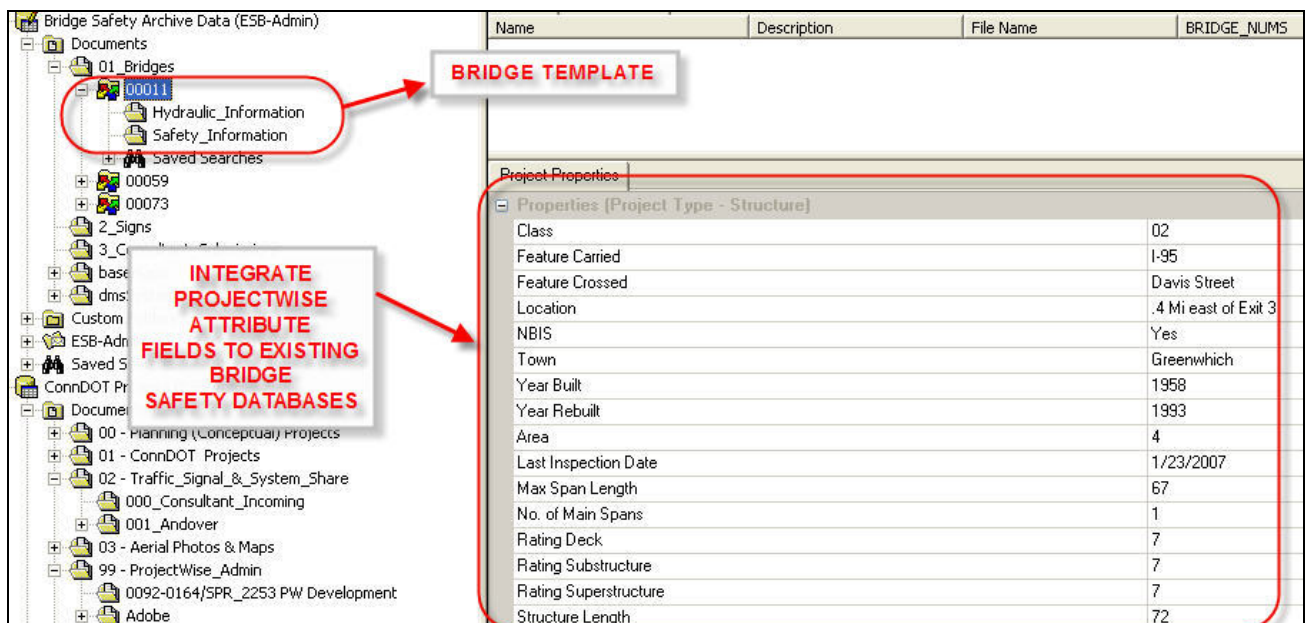 Bridge Safety Archive Data (ESB-Admin)
Documents
01_Bridges
00011
Hydraulic_Information
Safety_Information
Saved Searches
00059
00073
2_Signs
base
dms
Custom
ESB-Adm
Saved S
ConnDOT Pr
Docume
00 - Planning (Conceptual) Projects
01 - ConnDOT Projects
02 - Traffic_Signal_&_System_Share
000_Consultant_Incoming
001_Andover
03 - Aerial Photos & Maps
99 - ProjectWise_Admin
0092-0164/SPR_2253 PW Development
Adobe
BRIDGE TEMPLATE
INTEGRATE
PROJECTWISE
ATTRIBUTE
FIELDS TO EXISTING
BRIDGE
SAFETY DATABASES
Name Description File Name BRIDGE_NUMS
Project Properties
Properties (Project Type - Structure)
Class 02
Feature Carried I-95
Feature Crossed Davis Street
Location .4 Mi east of Exit 3
NBIS Yes
Town Greenwhich
Year Built 1958
Year Rebuilt 1993
Area 4
Last Inspection Date 1/23/2007
Max Span Length 67
No. of Main Spans 1
Rating Deck 7
Rating Substructure 7
Rating Superstructure 7
Structure Length 72